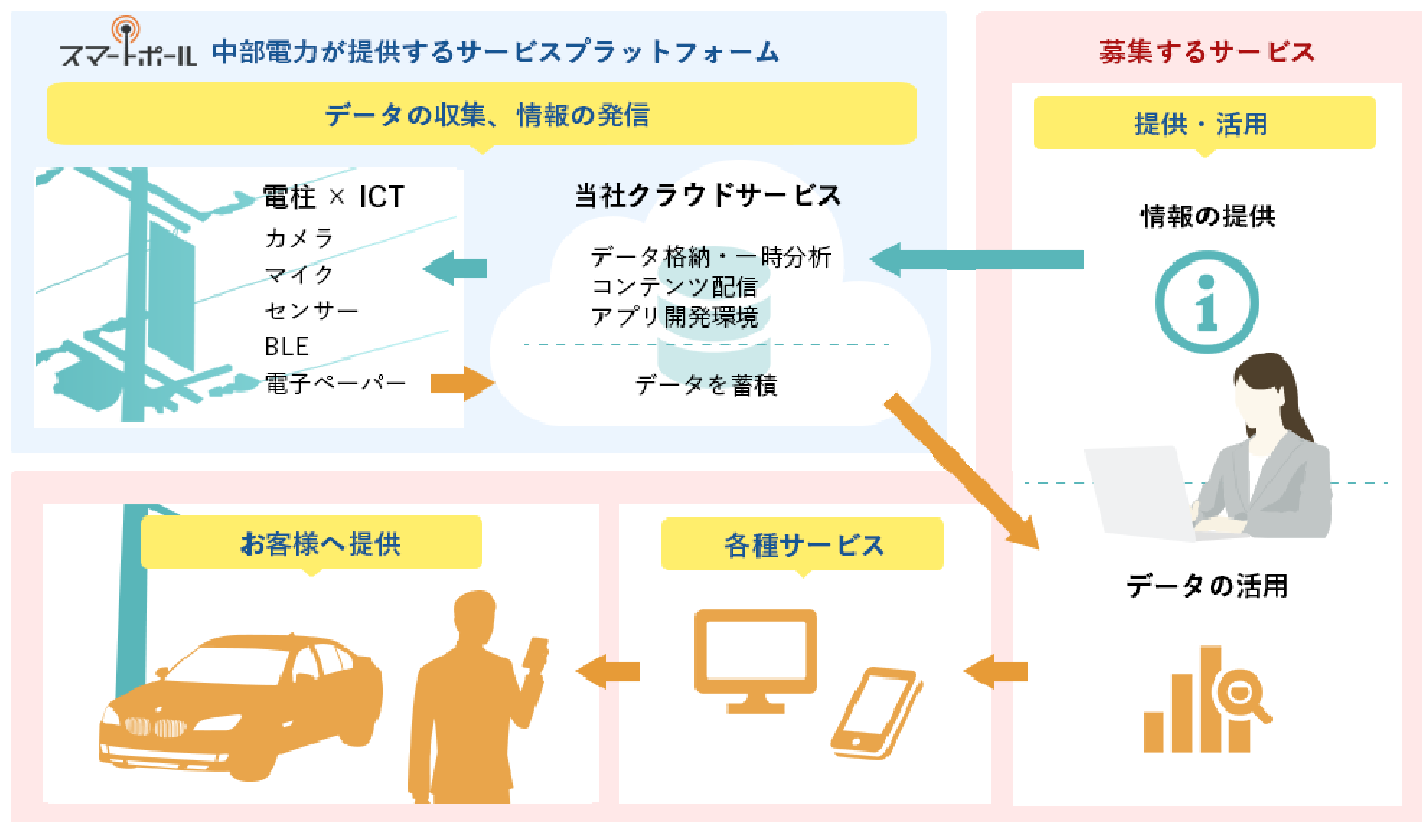 スマートポール 中部電力が提供するサービスプラットフォーム
データの収集、情報の発信
電柱 × ICT
カメラ
マイク
センサー
BLE
電子ペーパー
当社クラウドサービス
データ格納・一時分析
コンテンツ配信
アプリ開発環境
データを蓄積
募集するサービス
提供・活用
情報の提供
データの活用
各種サービス
お客様へ提供